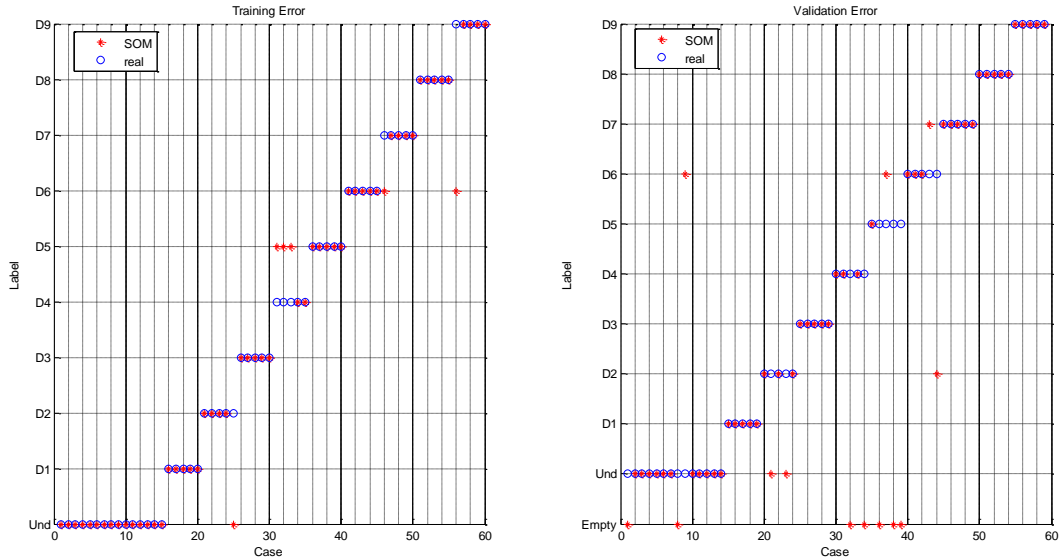 Training Error
D9
D8
D7
D6
D5
D4
D3
D2
D1
Und
Label
SOM
real
0 10 20 30 40 50 60
Case
Validation Error
D9
D8
D7
D6
D5
D4
D3
D2
D1
Und
Empty
Label
SOM
real
0 10 20 30 40 50 60
Case